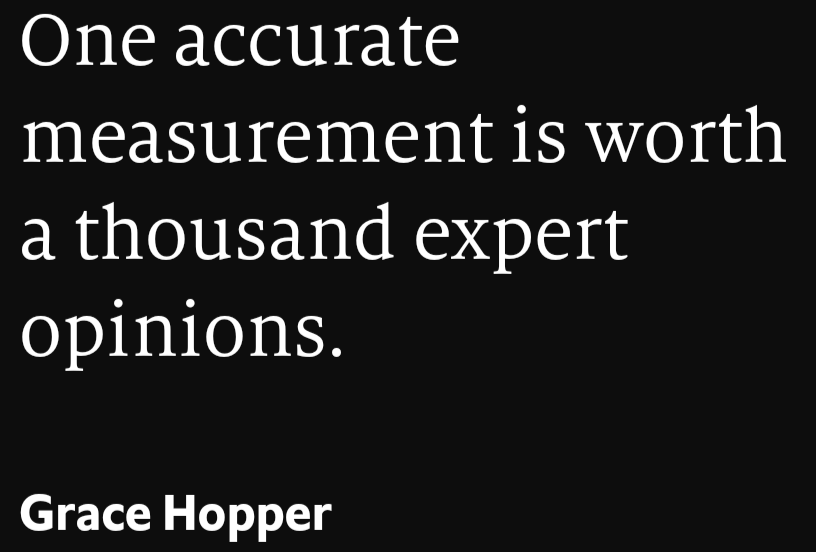 One accurate
measurement is worth
a thousand expert
opinions.
Grace Hopper